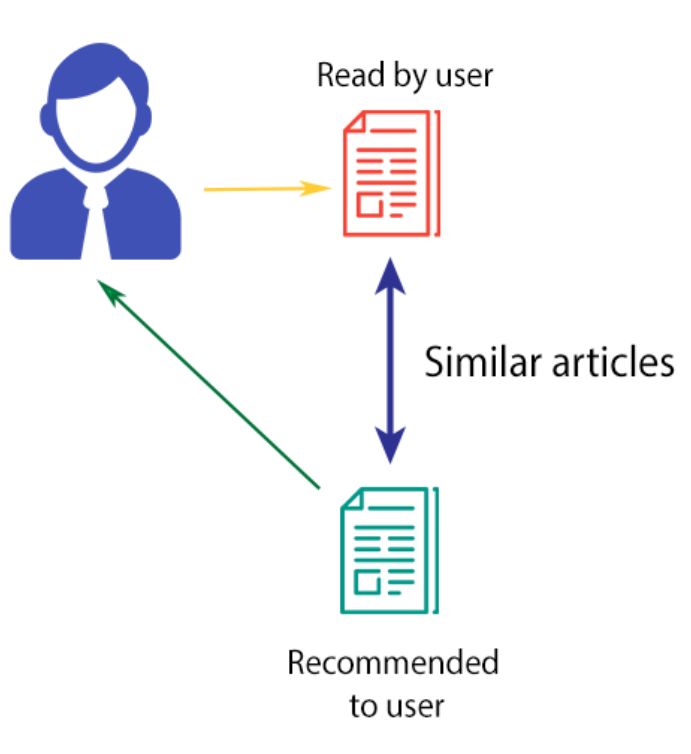 Read by user
Similar articles
Recommended
to user